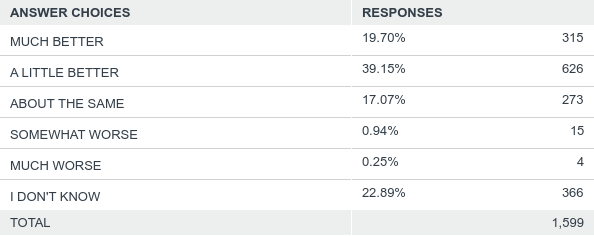 ANSWER CHOICES RESPONSES
MUCH BETTER 19.70% 315
A LITTLE BETTER 39.15% 626
ABOUT THE SAME 17.07% 273
SOMEWHAT WORSE 0.94% 15
MUCH WORSE 0.25% 4
I DON'T KNOW 22.89% 366
TOTAL 1,599